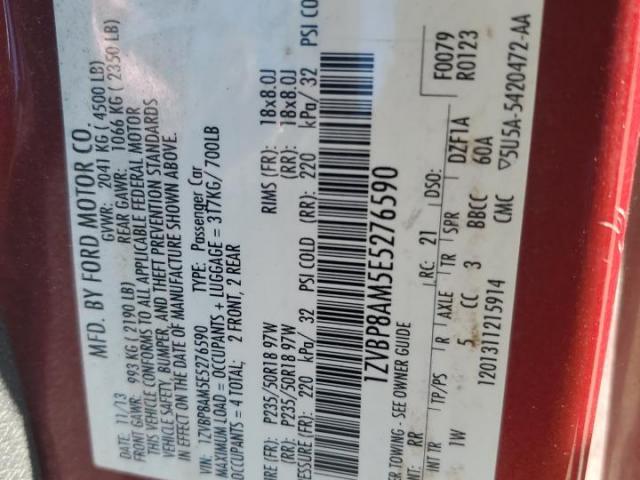 MFD. BY FORD MOTOR CO.
DATE: 11/13 GVWR: 2041 KG ( 4500 LB)
FRONT GAWR: 993 KG ( 2190 LB) REAR GAWR: 1066 KG ( 2350 LB)
THIS VEHICLE CONFORMS TO ALL APPLICABLE FEDERAL MOTOR
VEHICLE SAFETY, BUMPER, AND THEFT PREVENTION STANDARDS
IN EFFECT ON THE DATE OF MANUFACTURE SHOWN ABOVE.
VIN: 1ZVBP8AM5E5276590 TYPE: Passenger Car
MAXIMUM LOAD = OCCUPANTS + LUGGAGE = 317KG/700LB
OCCUPANTS = 4 TOTAL: 2 FRONT, 2 REAR
IRE (FR): P235/50R18 97W RIMS (FR): 18x8.0J
(RR): P235/50R18 97W (RR): 18x8.0J
ESSURE (FR): 220 kPa/ 32 PSI COLD (RR): 220 kPa/ 32 PSI CO
1ZVBP8AM5E5276590
ER TOWING - SEE OWNER GUIDE
F0079
RR RC: 21 DSO: R0123
INT TR TP/PS R AXLE TR SPR DZF1A
1W 5 CC 3 BBCC 60A
1201311215914 CMC 5U5A-5420472-AA